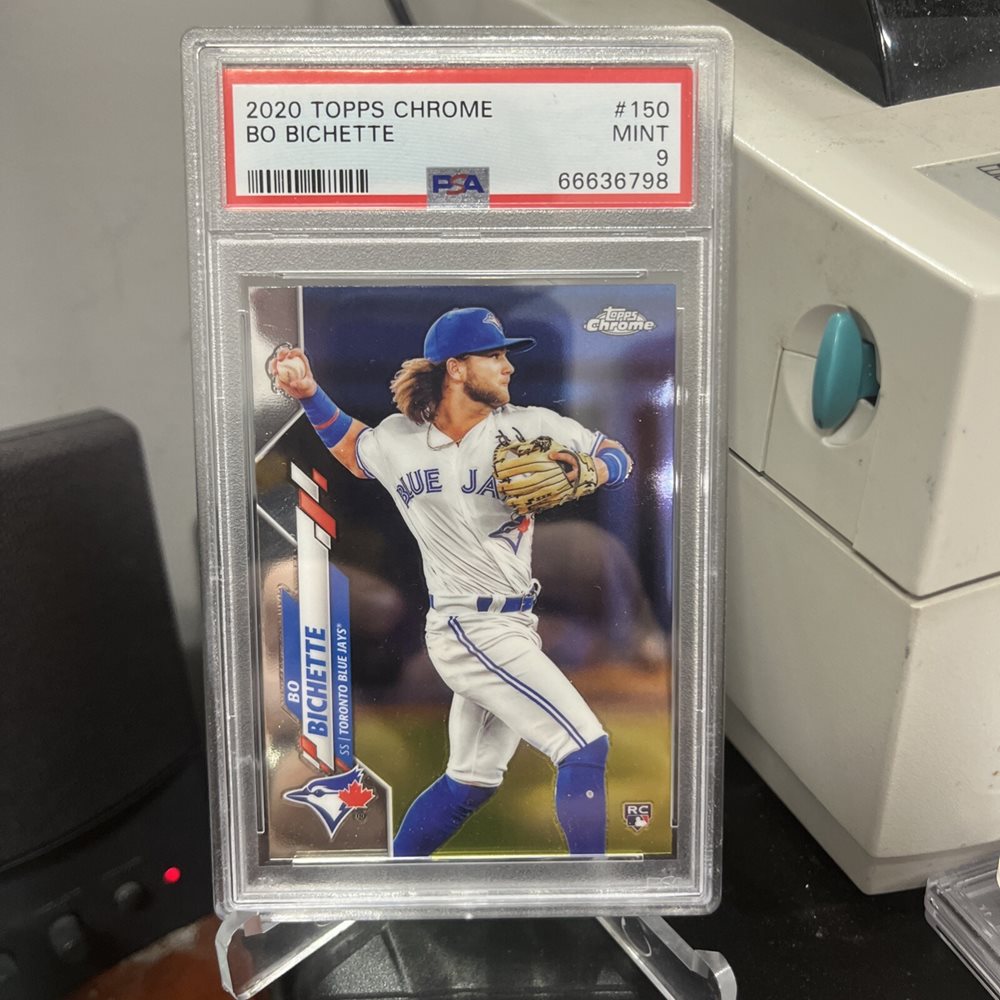 2020 TOPPS CHROME #150
BO BICHETTE MINT
9
PSA 66636798
Topps
Chrome
BLUE JA
BO
BICHETTE
SS | TORONTO BLUE JAYS®
®
RC